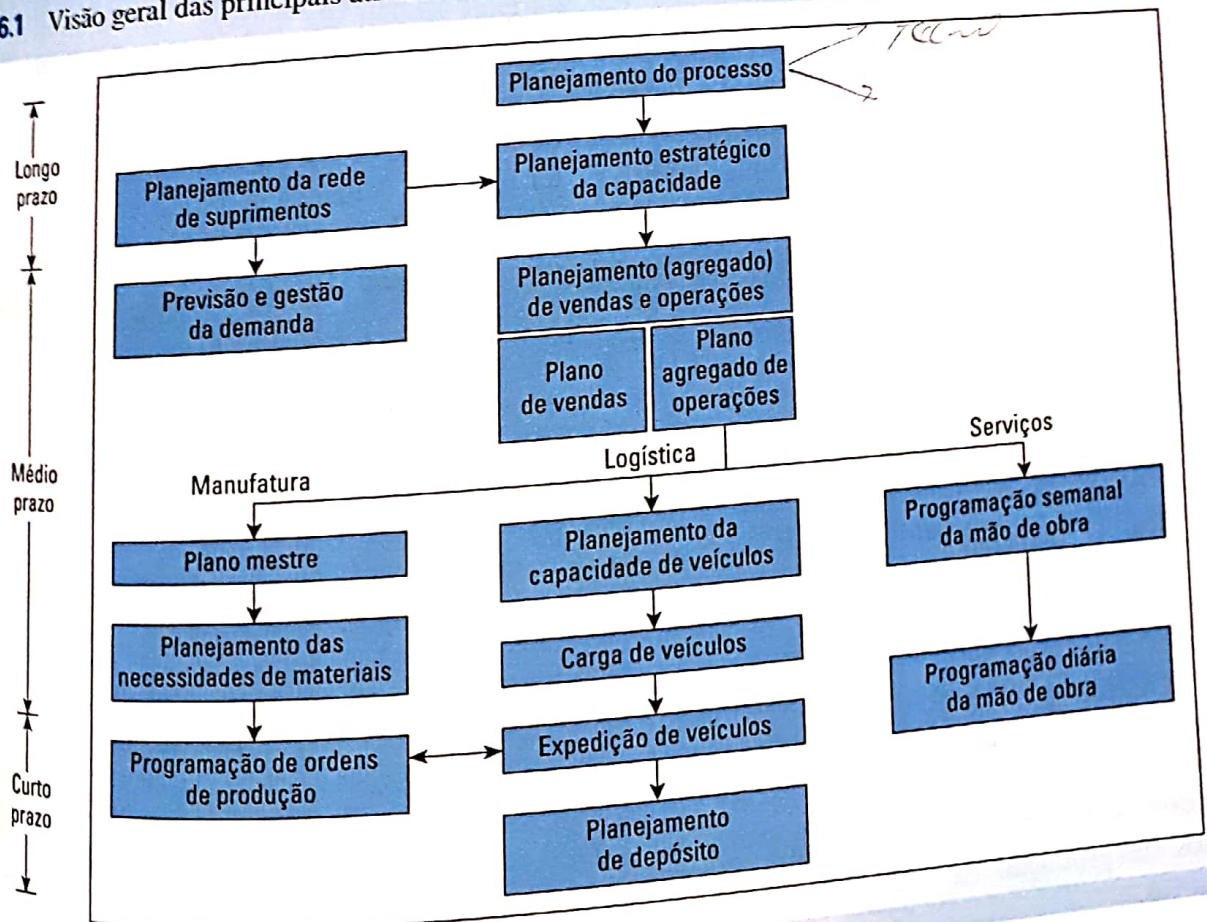 6.1 Visão geral das principais
Planejamento do processo
Longo
prazo
Planejamento da rede
de suprimentos
Planejamento estratégico
da capacidade
Previsão e gestão
da demanda
Planejamento (agregado)
de vendas e operações
Plano
de vendas
Plano
agregado de
operações
Médio
prazo
Manufatura
Logística
Serviços
Plano mestre
Planejamento da
capacidade de veículos
Programação semanal
da mão de obra
Planejamento das
necessidades de materiais
Carga de veículos
Programação diária
da mão de obra
Curto
prazo
Programação de ordens
de produção
Expedição de veículos
Planejamento
de depósito